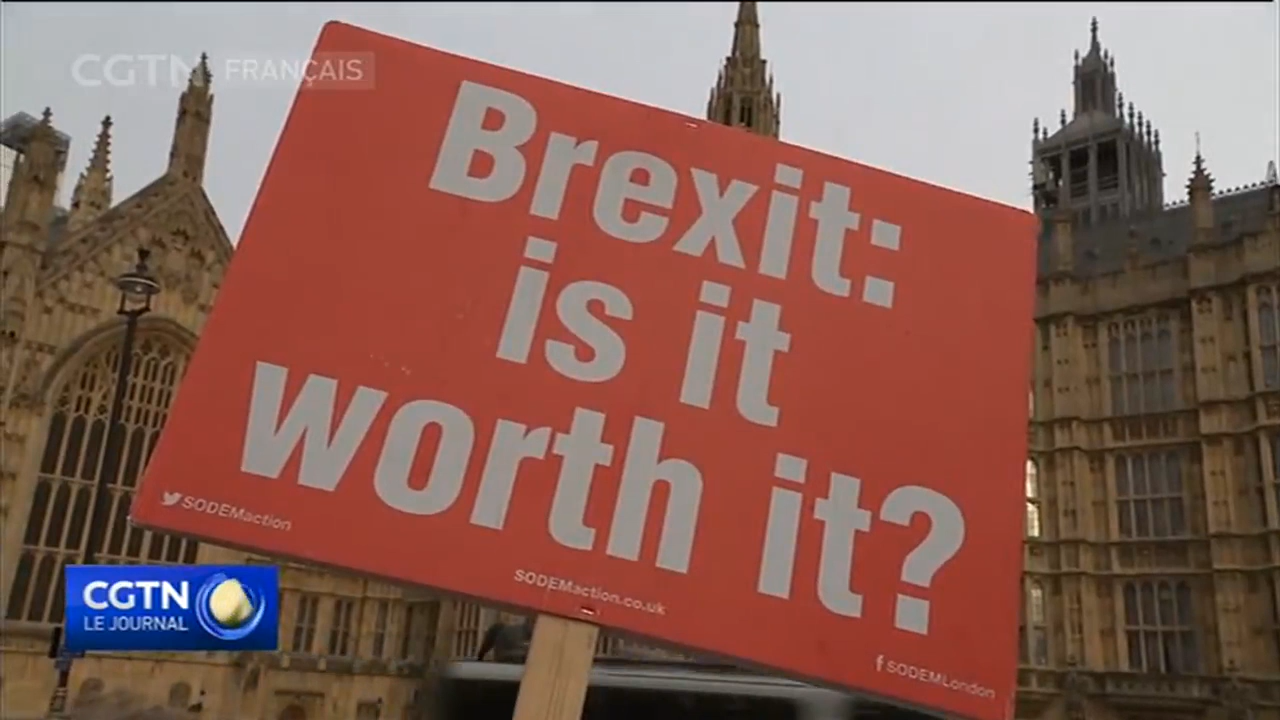 CGTN FRANÇAIS
Brexit:
is it
worth it?
SODEMaction
SODEMaction.co.uk
SODEMLondon
CGTN
LE JOURNAL